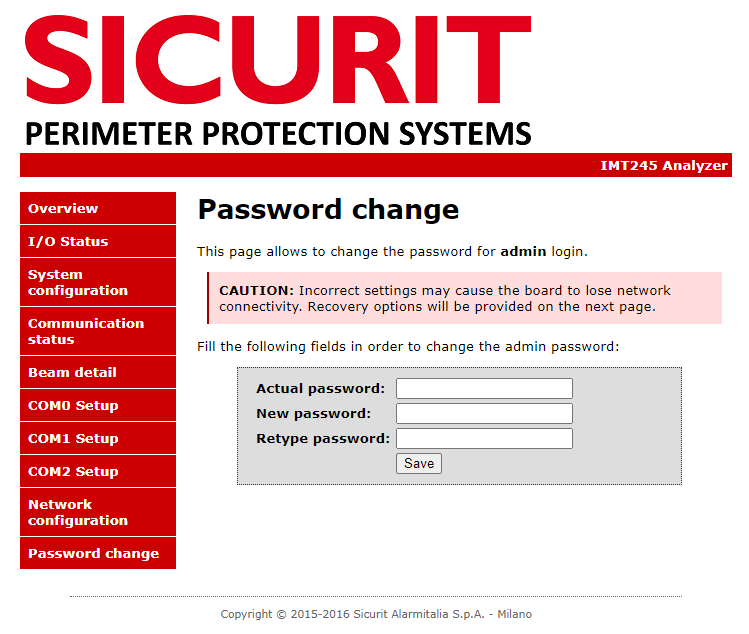 SICURIT
PERIMETER PROTECTION SYSTEMS
IMT245 Analyzer
Overview
I/O Status
System
configuration
Communication
status
Beam detail
COM0 Setup
COM1 Setup
COM2 Setup
Network
configuration
Password change
Password change
This page allows to change the password for admin login.
CAUTION: Incorrect settings may cause the board to lose network
connectivity. Recovery options will be provided on the next page.
Fill the following fields in order to change the admin password:
Actual password:
New password:
Retype password:
Save
Copyright © 2015-2016 Sicurit Alarmitalia S.p.A. - Milano